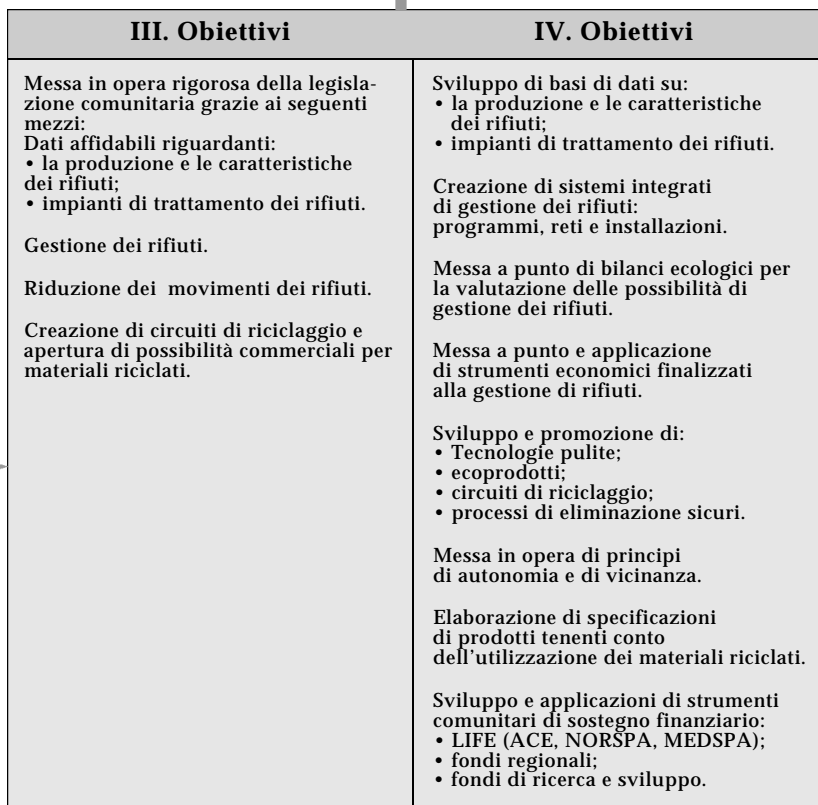 III. Obiettivi
Messa in opera rigorosa della legisla-
zione comunitaria grazie ai seguenti
mezzi:
Dati affidabili riguardanti:
• la produzione e le caratteristiche
dei rifiuti;
• impianti di trattamento dei rifiuti.
Gestione dei rifiuti.
Riduzione dei movimenti dei rifiuti.
Creazione di circuiti di riciclaggio e
apertura di possibilità commerciali per
materiali riciclati.
IV. Obiettivi
Sviluppo di basi di dati su:
• la produzione e le caratteristiche
dei rifiuti;
• impianti di trattamento dei rifiuti.
Creazione di sistemi integrati
di gestione dei rifiuti:
programmi, reti e installazioni.
Messa a punto di bilanci ecologici per
la valutazione delle possibilità di
gestione dei rifiuti.
Messa a punto e applicazione
di strumenti economici finalizzati
alla gestione di rifiuti.
Sviluppo e promozione di:
• Tecnologie pulite;
• ecoprodotti;
• circuiti di riciclaggio;
• processi di eliminazione sicuri.
Messa in opera di principi
di autonomia e di vicinanza.
Elaborazione di specificazioni
di prodotti tenenti conto
dell'utilizzazione dei materiali riciclati.
Sviluppo e applicazioni di strumenti
comunitari di sostegno finanziario:
• LIFE (ACE, NORSPA, MEDSPA);
• fondi regionali;
• fondi di ricerca e sviluppo.